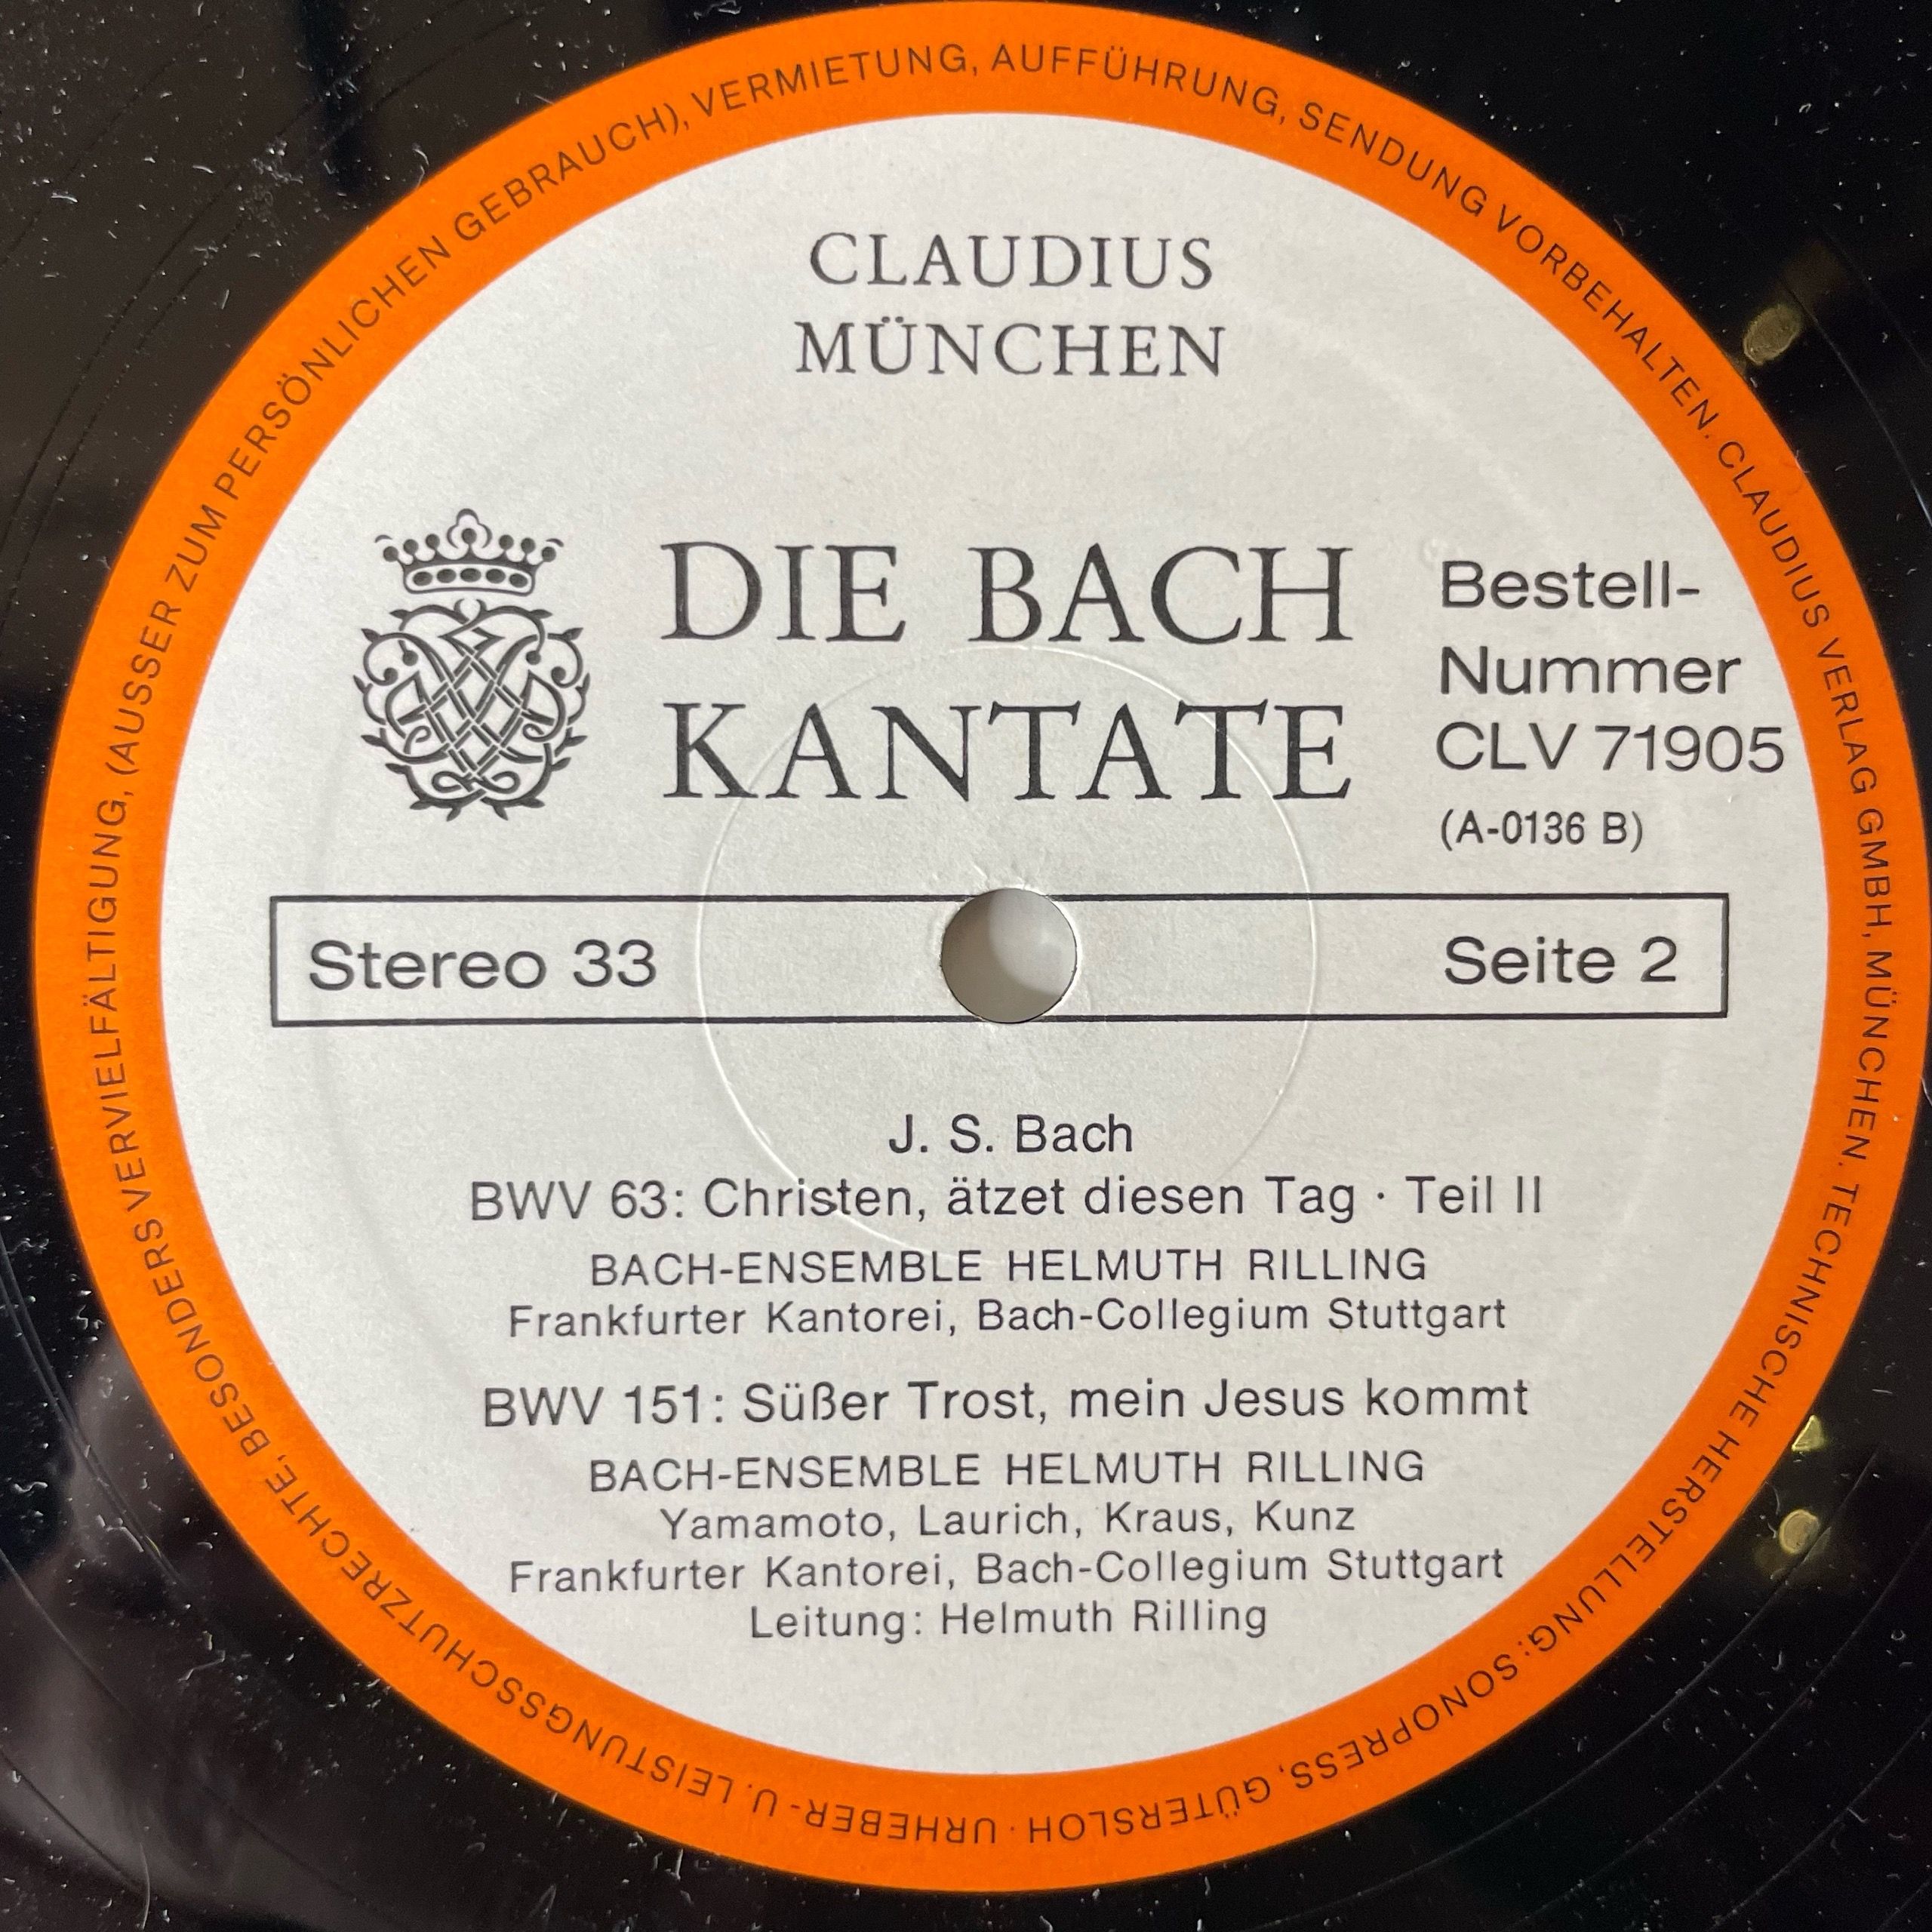 CLAUDIUS
MÜNCHEN
DIE BACH
KANTATE
Bestell-
Nummer
CLV 71905
(A-0136 B)
Stereo 33
Seite 2
J. S. Bach
BWV 63: Christen, ätzet diesen Tag · Teil II
BACH-ENSEMBLE HELMUTH RILLING
Frankfurter Kantorei, Bach-Collegium Stuttgart
BWV 151: Süßer Trost, mein Jesus kommt
BACH-ENSEMBLE HELMUTH RILLING
Yamamoto, Laurich, Kraus, Kunz
Frankfurter Kantorei, Bach-Collegium Stuttgart
Leitung: Helmuth Rilling
URHEBER- U. LEISTUNGSSCHUTZRECHTE, BESONDERS VERVIELFÄLTIGUNG, (AUSSER ZUM PERSÖNLICHEN GEBRAUCH), VERMIETUNG, AUFFÜHRUNG, SENDUNG VORBEHALTEN. CLAUDIUS VERLAG GMBH, MÜNCHEN. TECHNISCHE HERSTELLUNG: SONOPRESS, GÜTERSLOH ·